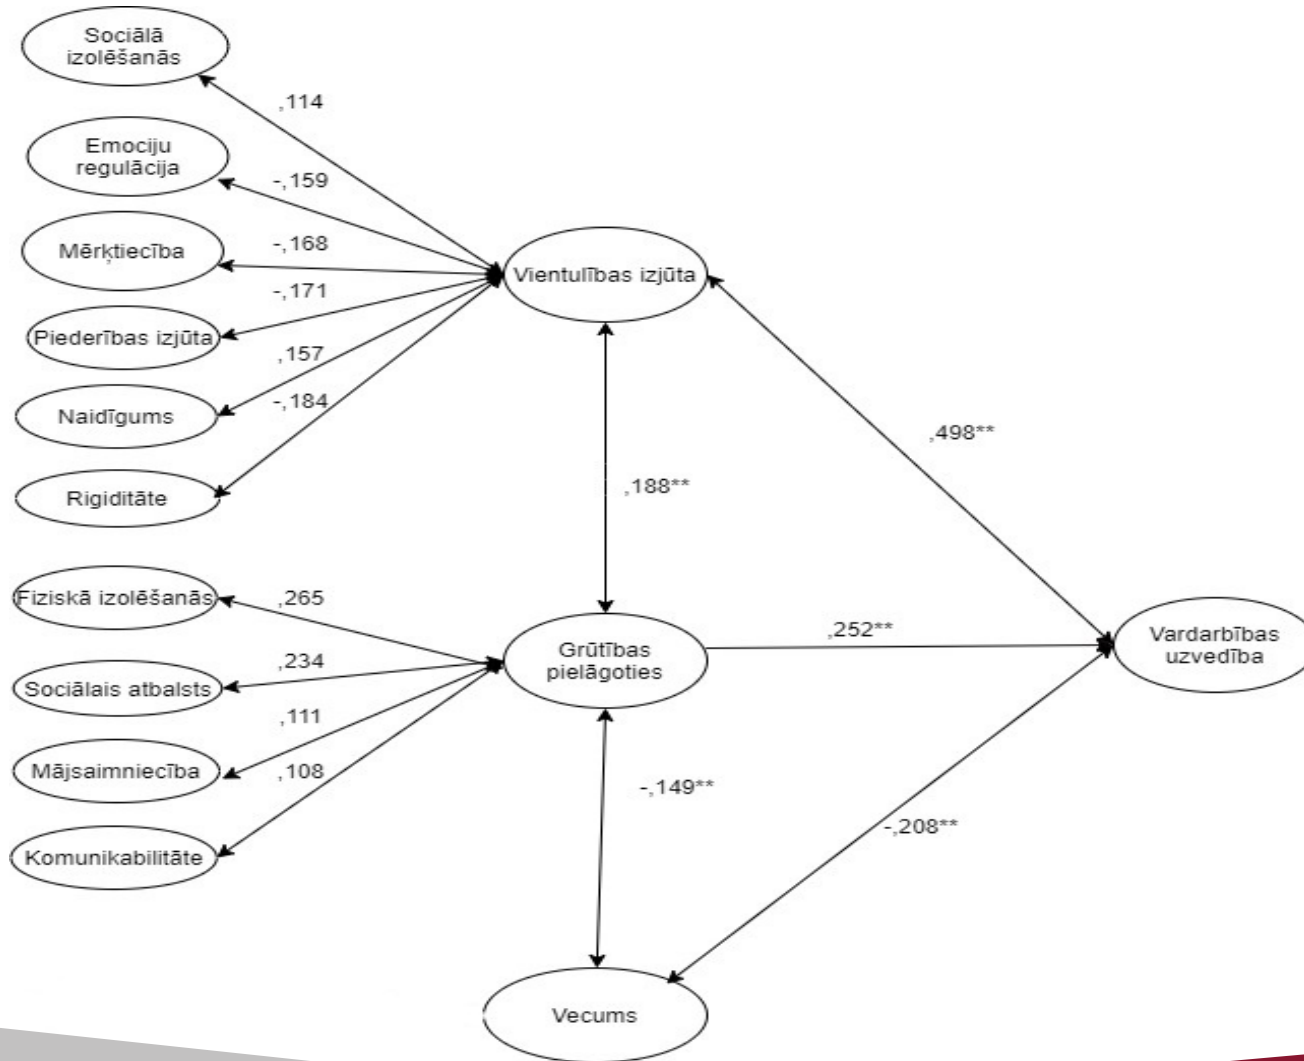 Sociālā
izolēšanās
,114
Emociju
regulācija
-,159
Mērķtiecība
-,168
Vientulības izjūta
-,171
Piederības izjūta
,157
Naidīgums
-,184
,498**
Rigiditāte
,188**
Fiziskā izolēšanās
,265
,252**
Grūtības
pielāgoties
Vardarbības
uzvedība
,234
Sociālais atbalsts
,111
Mājsaimniecība
,108
-,149**
-,208**
Komunikabilitāte
Vecums